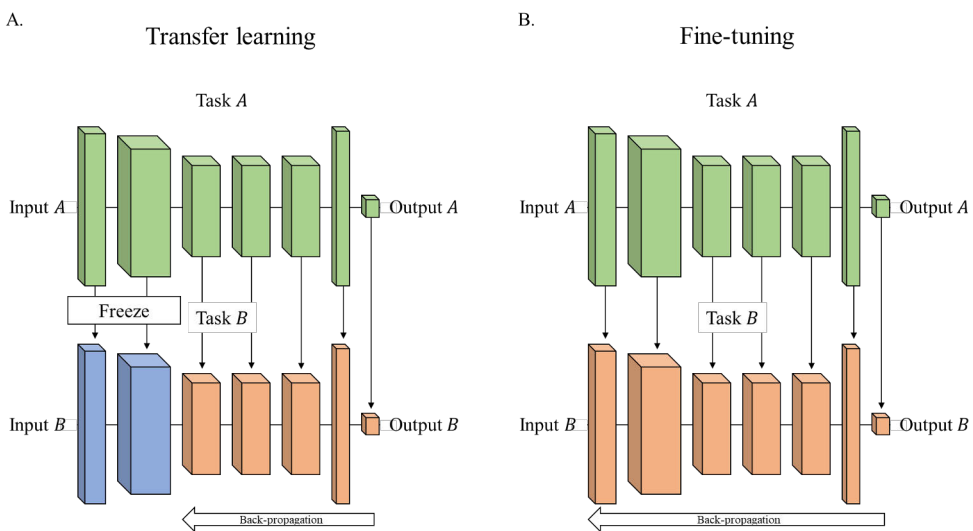 A.
Transfer learning
Task A
Input A
Output A
Freeze
Task B
Input B
Output B
Back-propagation
B.
Fine-tuning
Task A
Input A
Output A
Task B
Input B
Output B
Back-propagation